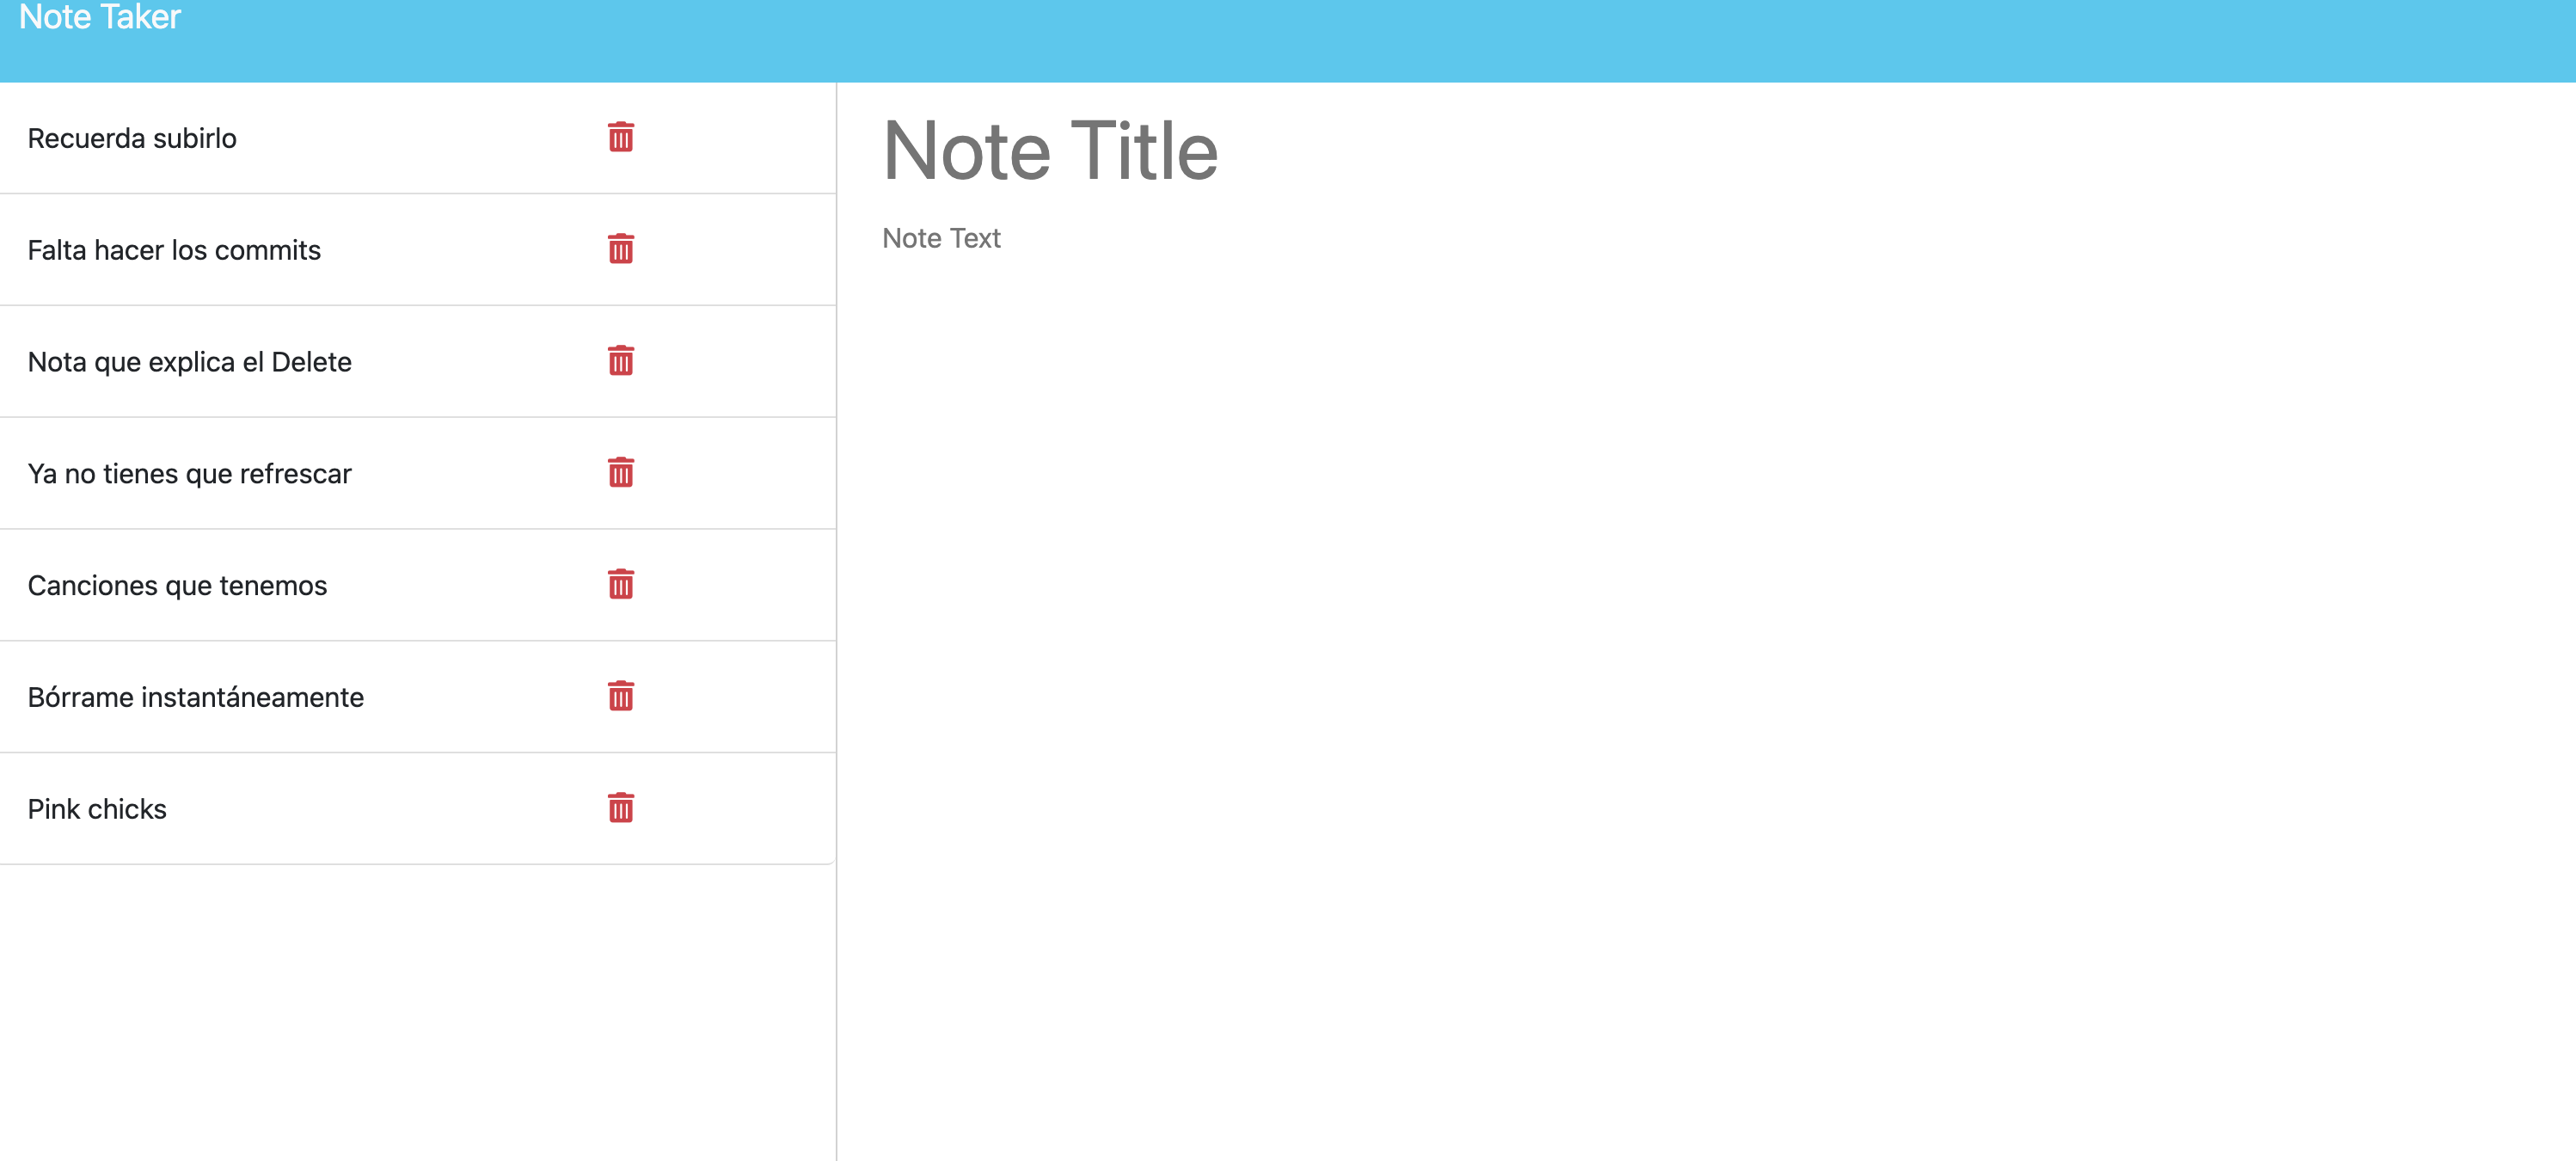 Note Taker
Recuerda subirlo
Falta hacer los commits
Nota que explica el Delete
Ya no tienes que refrescar
Canciones que tenemos
Bórrame instantáneamente
Pink chicks
Note Title
Note Text